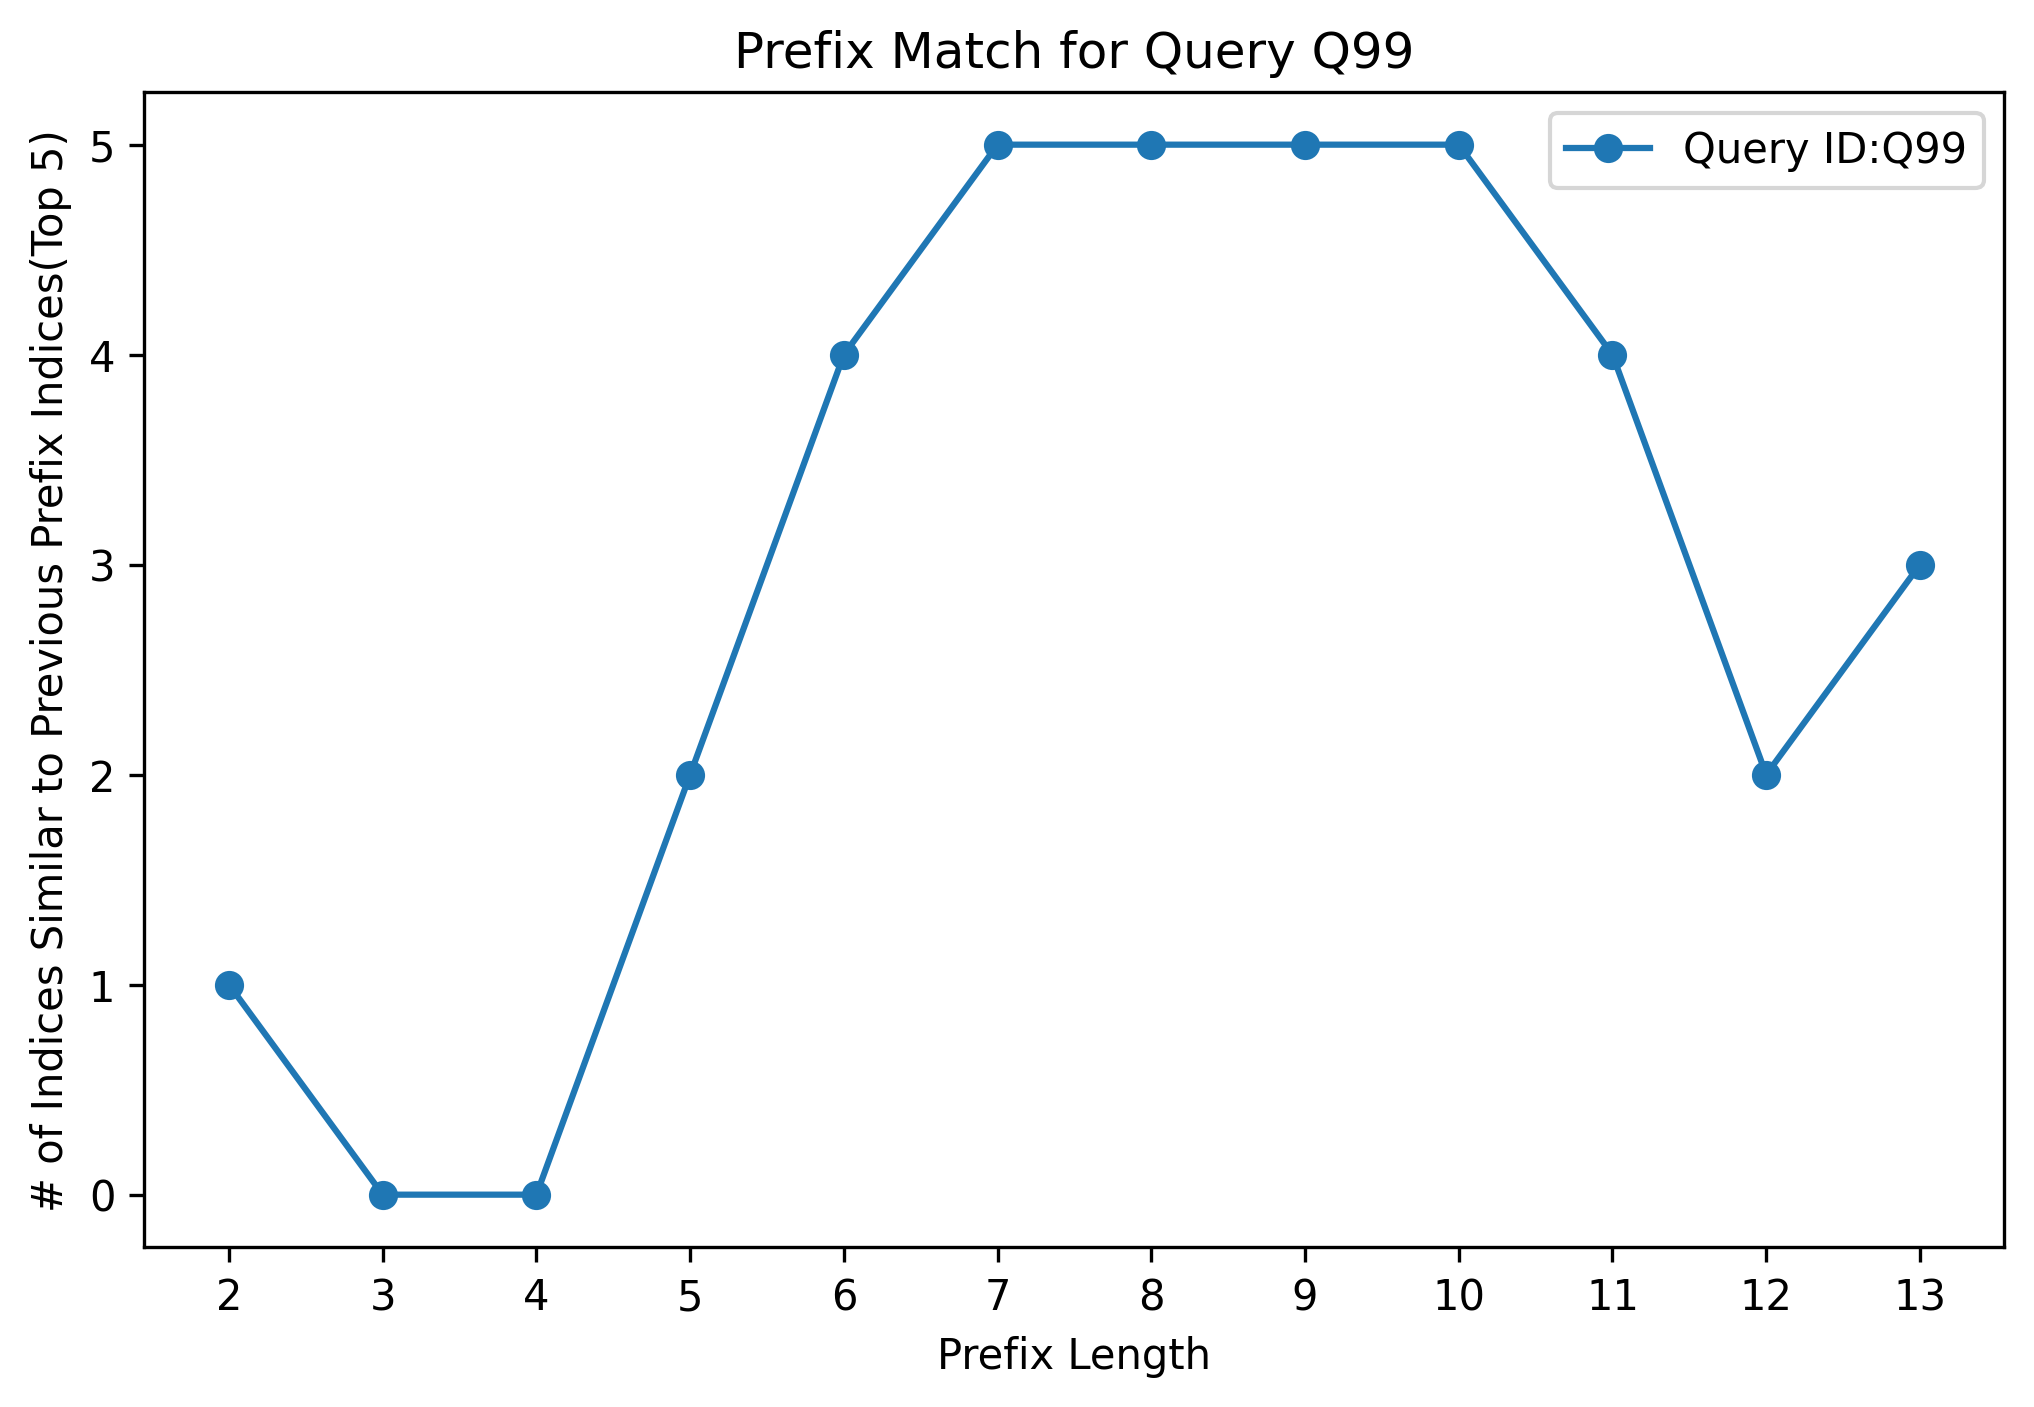 Prefix Match for Query Q99
Query ID:Q99
# of Indices Similar to Previous Prefix Indices(Top 5)
5
4
3
2
1
0
2 3 4 5 6 7 8 9 10 11 12 13
Prefix Length